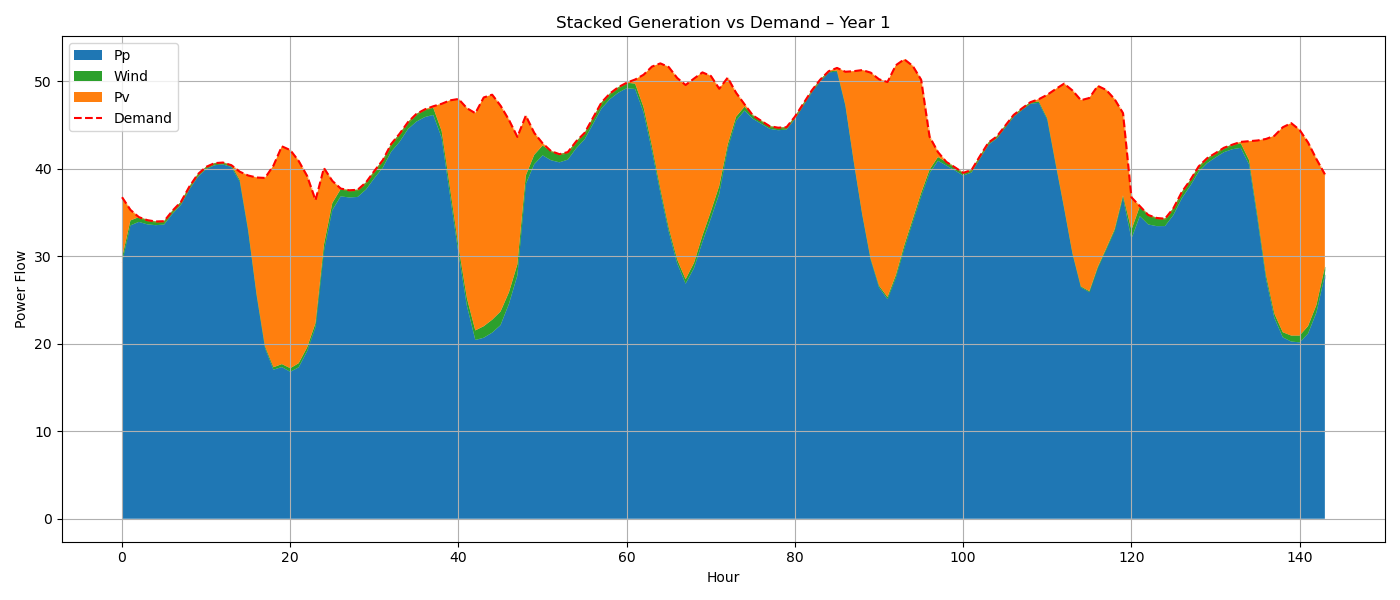 Stacked Generation vs Demand – Year 1
Pp
Wind
Pv
Demand
Power Flow
50
40
30
20
10
0
0 20 40 60 80 100 120 140
Hour